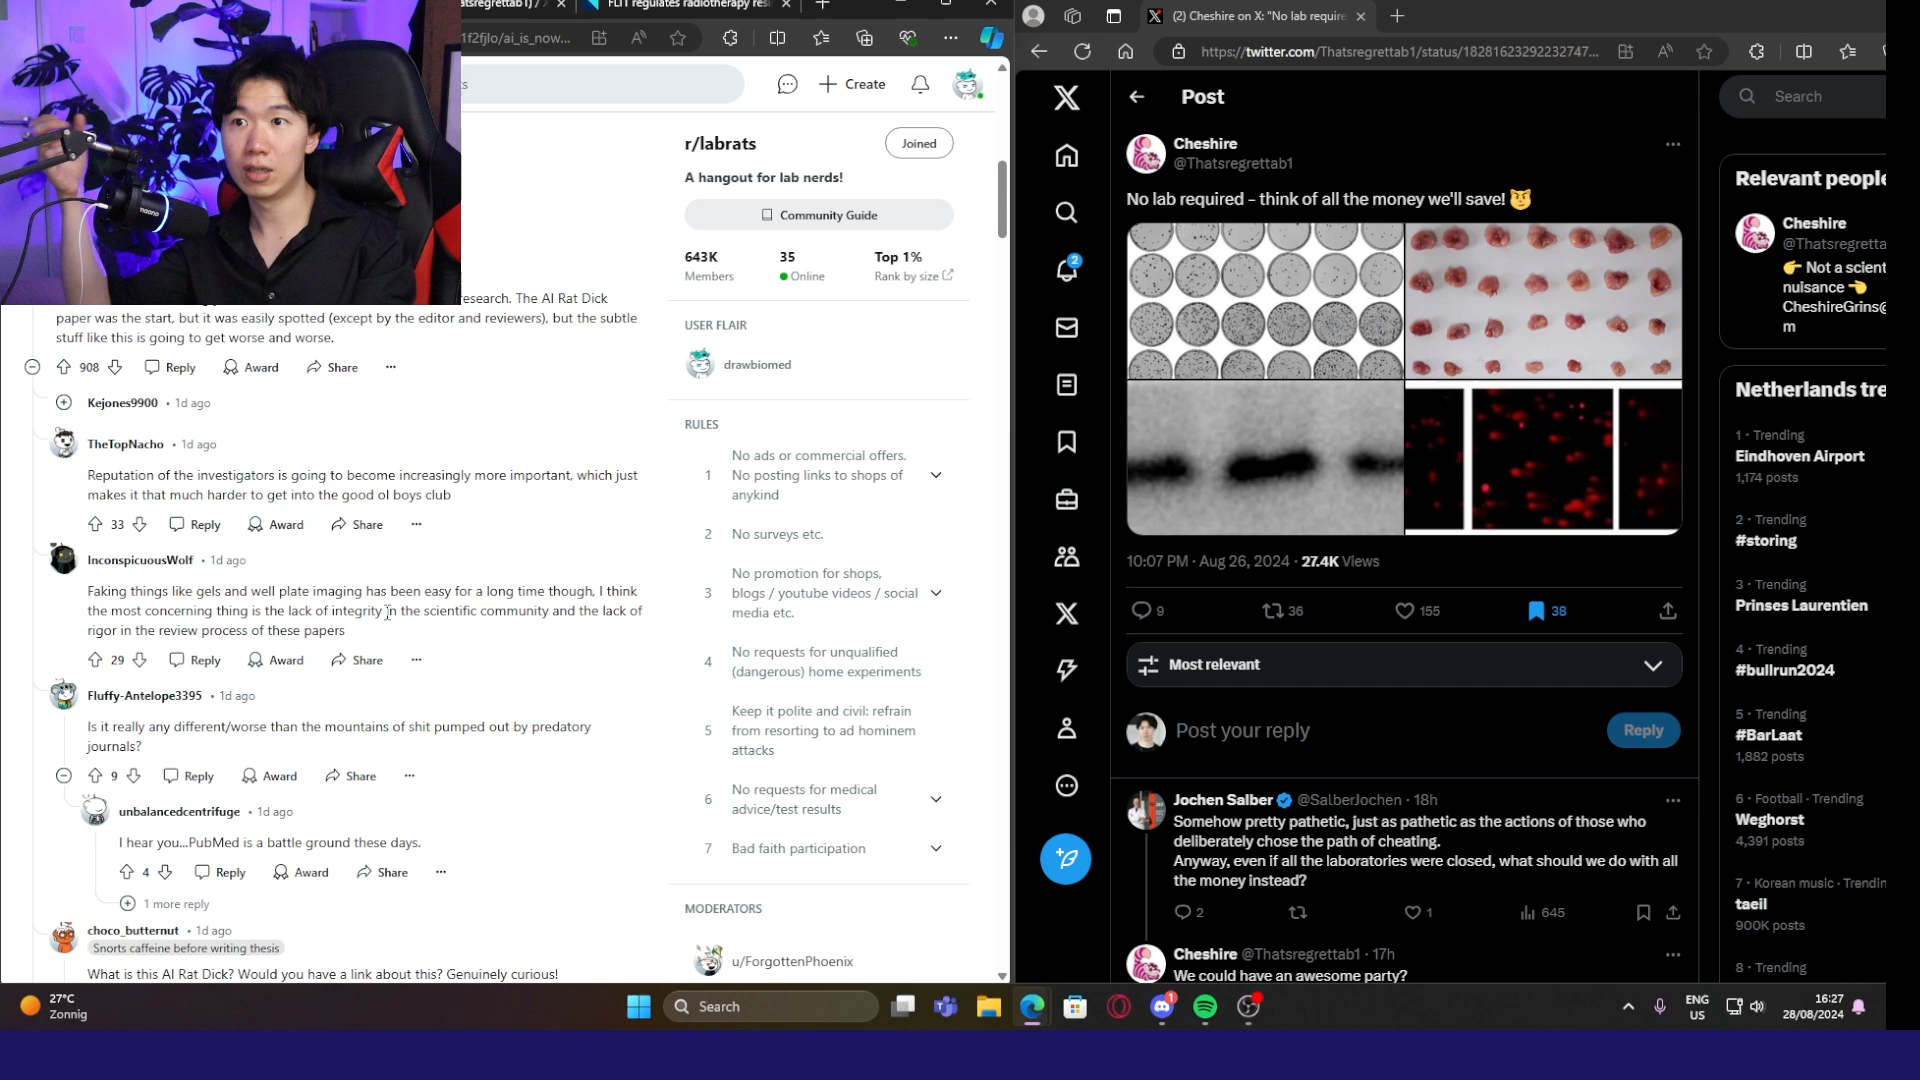 FLIT regulates radiotherapy resi
1f2fjlo/ai_is_now...
Create
r/labrats
Joined
A hangout for lab nerds!
Community Guide
643K
35
Top 1%
Members
Online
Rank by size
USER FLAIR
drawbiomed
RULES
1
No ads or commercial offers.
No posting links to shops of
anykind
2
No surveys etc.
3
No promotion for shops,
blogs / youtube videos / social
media etc.
4
No requests for unqualified
(dangerous) home experiments
5
Keep it polite and civil: refrain
from resorting to ad hominem
attacks
6
No requests for medical
advice/test results
7
Bad faith participation
MODERATORS
u/ForgottenPhoenix
research. The AI Rat Dick
paper was the start, but it was easily spotted (except by the editor and reviewers), but the subtle
stuff like this is going to get worse and worse.
908 Reply Award Share
Kejones9900 • 1d ago
TheTopNacho • 1d ago
Reputation of the investigators is going to become increasingly more important, which just
makes it that much harder to get into the good ol boys club
33 Reply Award Share
InconspicuousWolf • 1d ago
Faking things like gels and well plate imaging has been easy for a long time though, I think
the most concerning thing is the lack of integrity in the scientific community and the lack of
rigor in the review process of these papers
29 Reply Award Share
Fluffy-Antelope3395 • 1d ago
Is it really any different/worse than the mountains of shit pumped out by predatory
journals?
9 Reply Award Share
unbalancedcentrifuge • 1d ago
I hear you...PubMed is a battle ground these days.
4 Reply Award Share
1 more reply
choco_butternut • 1d ago
Snorts caffeine before writing thesis
What is this AI Rat Dick? Would you have a link about this? Genuinely curious!
(2) Cheshire on X: "No lab require
https://twitter.com/Thatsregrettab1/status/18281623292232747...
Post
Search
Cheshire
@Thatsregrettab1
No lab required - think of all the money we'll save! 😼
10:07 PM · Aug 26, 2024 · 27.4K Views
9 36 155 38
Most relevant
Post your reply
Reply
Jochen Salber @SalberJochen · 18h
Somehow pretty pathetic, just as pathetic as the actions of those who
deliberately chose the path of cheating.
Anyway, even if all the laboratories were closed, what should we do with all
the money instead?
2 1 645
Cheshire @Thatsregrettab1 · 17h
We could have an awesome party?
2
Relevant people
Cheshire
@Thatsregretta
👉 Not a scient
nuisance 👈
CheshireGrins@
m
Netherlands tre
1 · Trending
Eindhoven Airport
1,174 posts
2 · Trending
#storing
3 · Trending
Prinses Laurentien
4 · Trending
#bullrun2024
5 · Trending
#BarLaat
1,882 posts
6 · Football · Trending
Weghorst
4,391 posts
7 · Korean music · Trendin
taeil
900K posts
8 · Trending
27°C
Zonnig
Search
1
ENG
US
16:27
28/08/2024